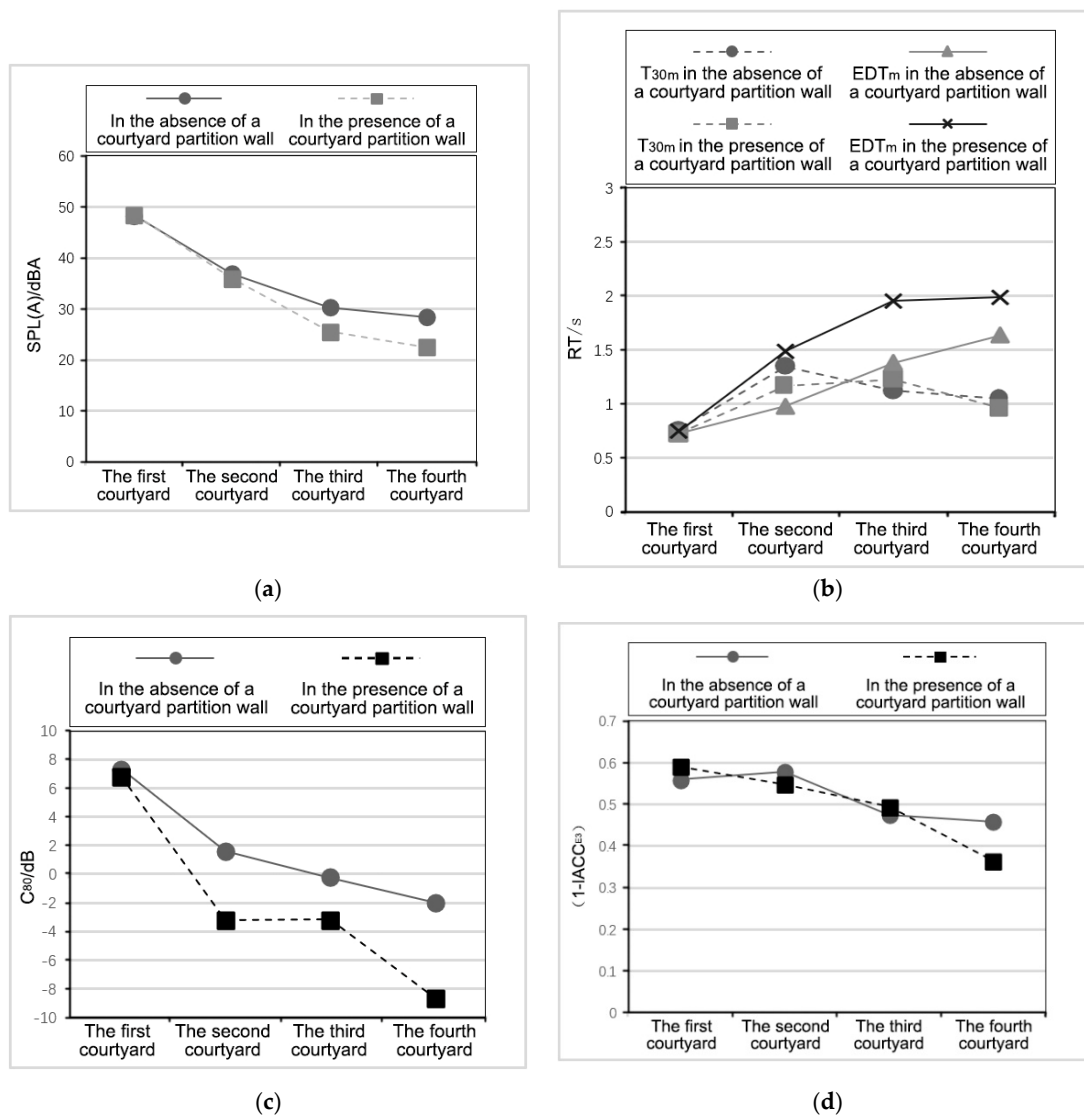 In the absence of a
courtyard partition wall
In the presence of a
courtyard partition wall
SPL(A)/dBA
60
50
40
30
20
10
0
The first
courtyard
The second
courtyard
The third
courtyard
The fourth
courtyard
(a)
T30m in the absence of
a courtyard partition wall
EDTm in the absence of
a courtyard partition wall
T30m in the presence of
a courtyard partition wall
EDTm in the presence of
a courtyard partition wall
RT/s
3
2.5
2
1.5
1
0.5
0
The first
courtyard
The second
courtyard
The third
courtyard
The fourth
courtyard
(b)
In the absence of a
courtyard partition wall
In the presence of a
courtyard partition wall
C80/dB
10
8
6
4
2
0
-2
-4
-6
-8
-10
The first
courtyard
The second
courtyard
The third
courtyard
The fourth
courtyard
(c)
In the absence of a
courtyard partition wall
In the presence of a
courtyard partition wall
(1-IACCE3)
0.7
0.6
0.5
0.4
0.3
0.2
0.1
0
The first
courtyard
The second
courtyard
The third
courtyard
The fourth
courtyard
(d)